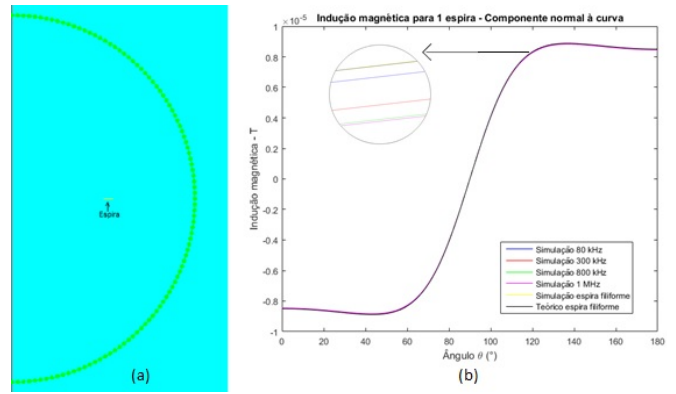 Espira
(a)
Indução magnètica para 1 espira - Componente normal à curva
×10⁻⁵
Indução magnética - T
1
0.8
0.6
0.4
0.2
0
-0.2
-0.4
-0.6
-0.8
-1
Simulação 80 kHz
Simulação 300 kHz
Simulação 800 kHz
Simulação 1 MHz
Simulação espira filiforme
Teórico espira filiforme
0 20 40 60 80 100 120 140 160 180
Ângulo θ (°)
(b)